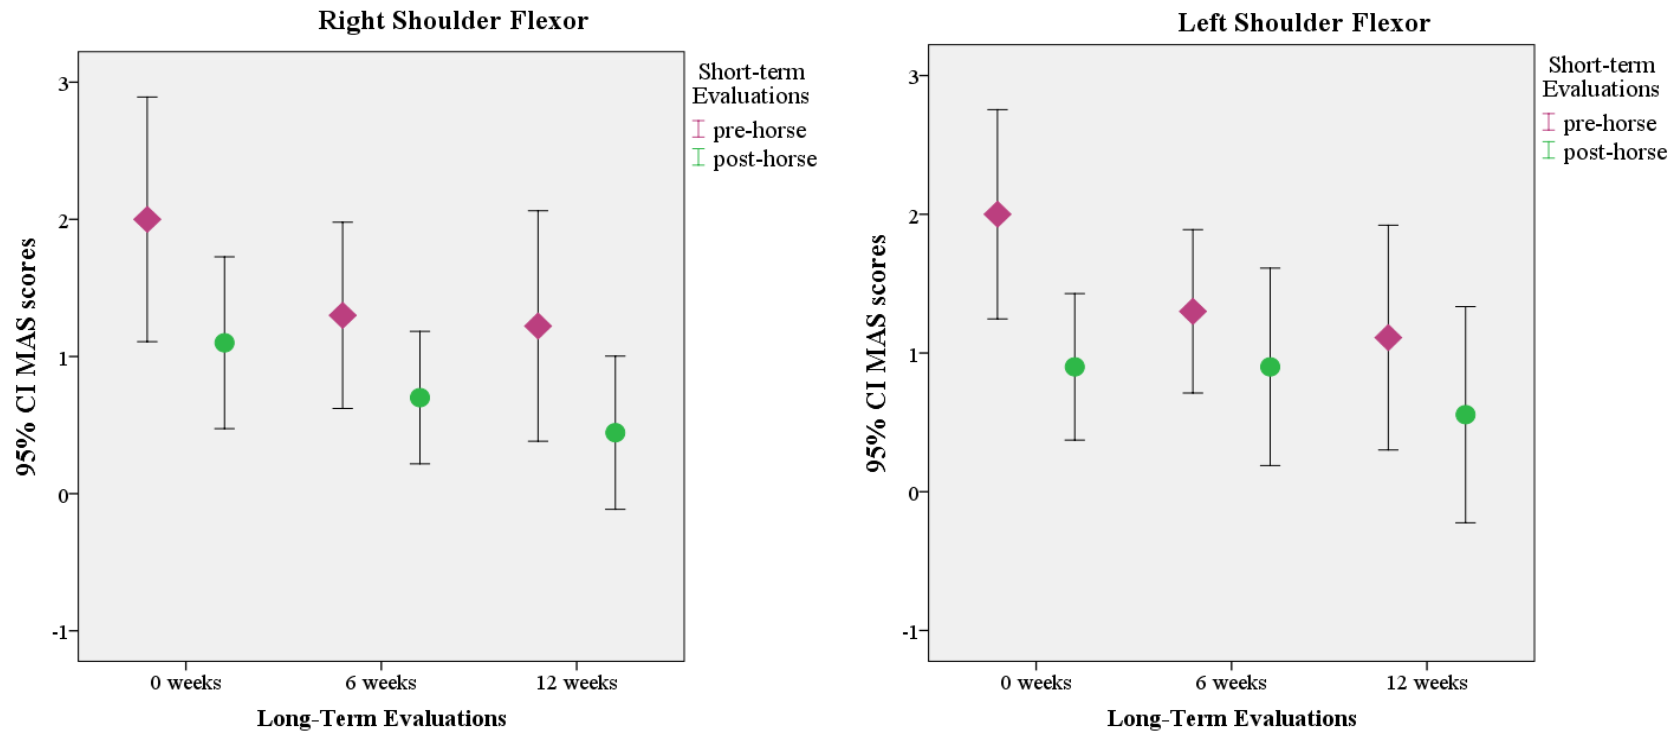 Right Shoulder Flexor
95% CI MAS scores
3
2
1
0
-1
0 weeks
6 weeks
12 weeks
Long-Term Evaluations
Short-term
Evaluations
pre-horse
post-horse
Left Shoulder Flexor
95% CI MAS scores
3
2
1
0
-1
0 weeks
6 weeks
12 weeks
Long-Term Evaluations
Short-term
Evaluations
pre-horse
post-horse